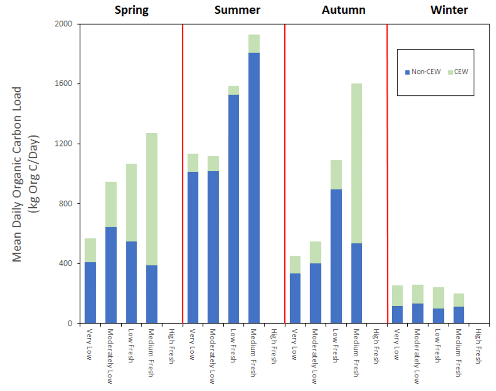 Spring Summer Autumn Winter
Mean Daily Organic Carbon Load
(kg Org C/Day)
2000
1600
1200
800
400
0
Non-CEW CEW
Very Low
Moderately Low
Low Fresh
Medium Fresh
High Fresh
Very Low
Moderately Low
Low Fresh
Medium Fresh
High Fresh
Very Low
Moderately Low
Low Fresh
Medium Fresh
High Fresh
Very Low
Moderately Low
Low Fresh
Medium Fresh
High Fresh